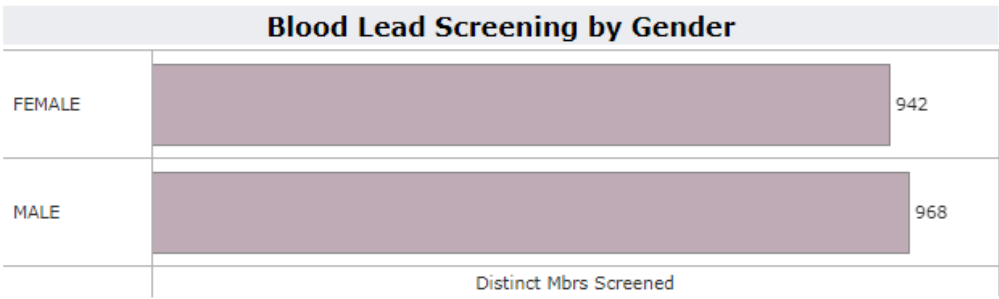 Blood Lead Screening by Gender
FEMALE
942
MALE
968
Distinct Mbrs Screened